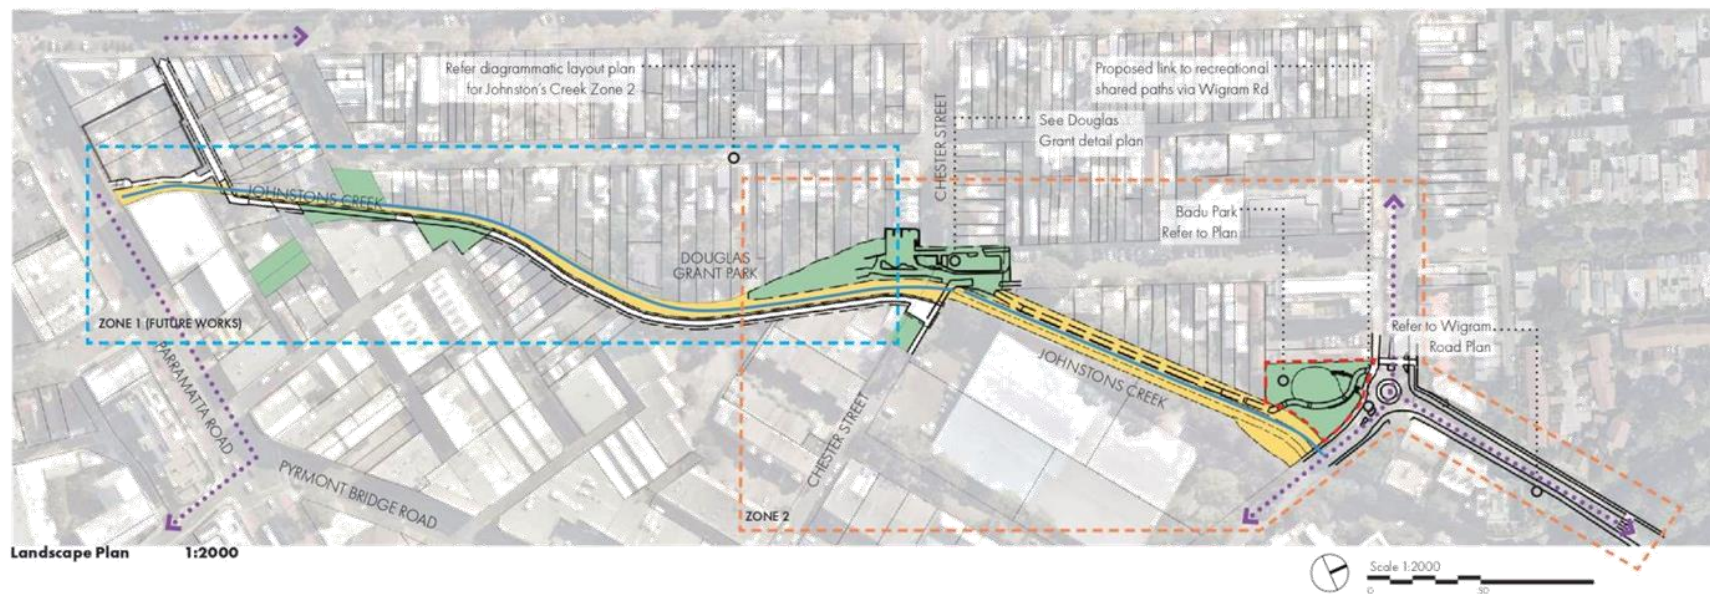 Refer diagrammatic layout plan
for Johnston's Creek Zone 2
CHESTER STREET
Proposed link to recreational
shared paths via Wigram Rd
See Douglas
Grant detail plan
JOHNSTONS CREEK
Badu Park
Refer to Plan
DOUGLAS
GRANT PARK
ZONE 1 (FUTURE WORKS)
PARRAMATTA ROAD
Refer to Wigram
Road Plan
JOHNSTONS CREEK
CHESTER STREET
PYRMONT BRIDGE ROAD
ZONE 2
Landscape Plan 1:2000
Scale 1:2000
0 50